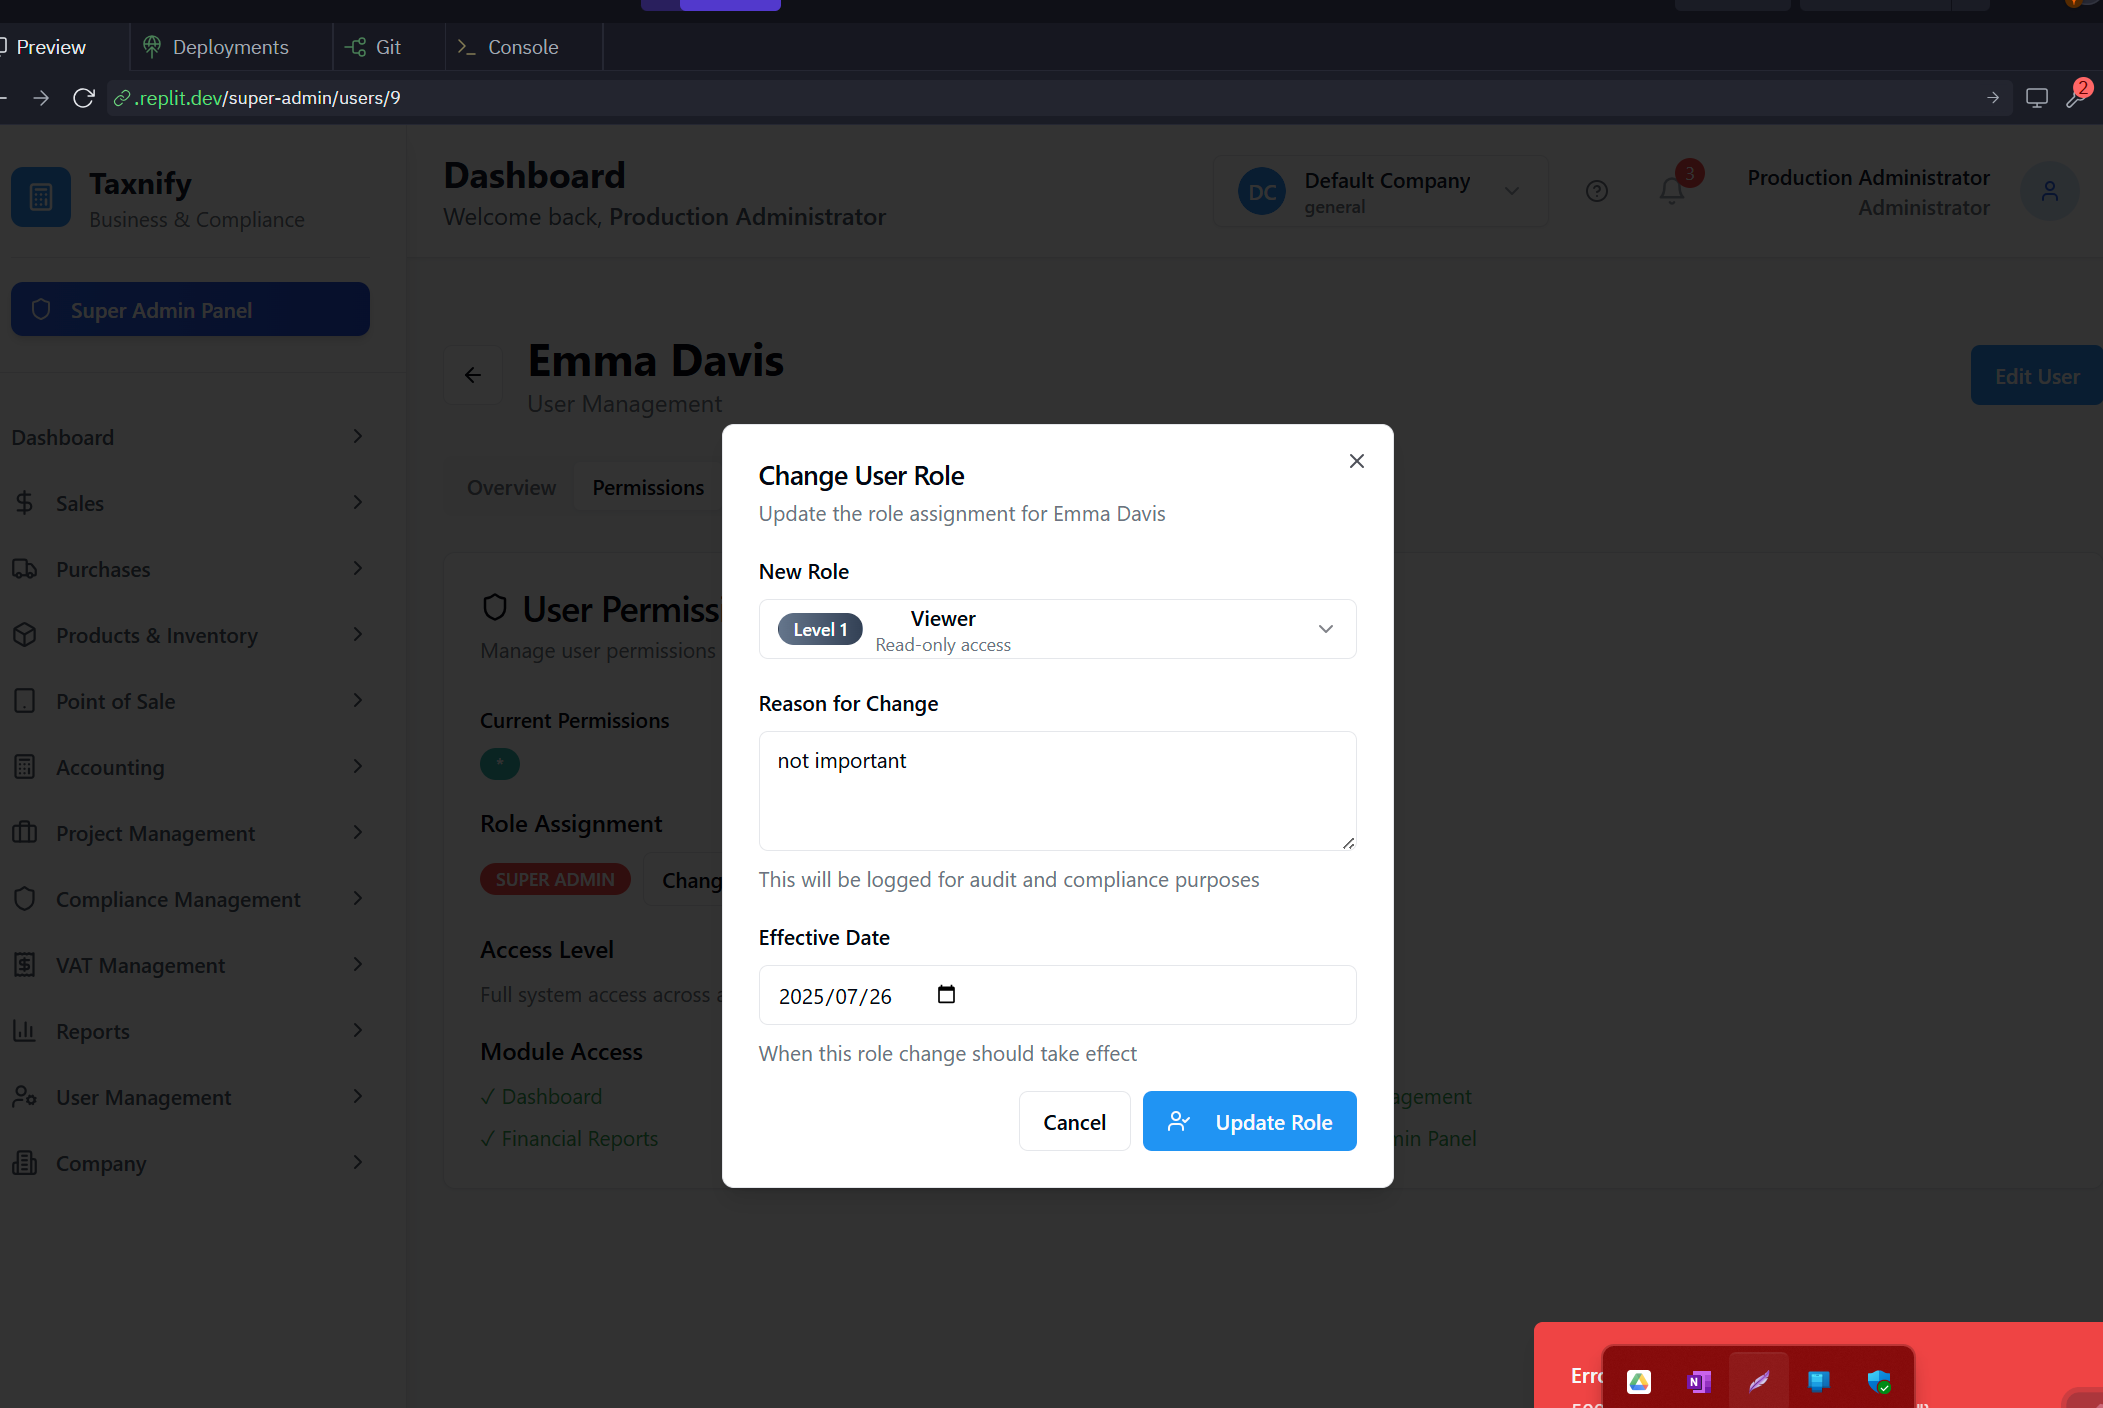 Preview
Deployments
Git
Console
.replit.dev/super-admin/users/9
2
Taxnify
Business & Compliance
Dashboard
Welcome back, Production Administrator
DC
Default Company
general
3
Production Administrator
Administrator
Super Admin Panel
Emma Davis
User Management
Edit User
Dashboard
Sales
Purchases
Products & Inventory
Point of Sale
Accounting
Project Management
Compliance Management
VAT Management
Reports
User Management
Company
Overview
Permissions
User Permiss
Manage user permissions
Current Permissions
*
Role Assignment
SUPER ADMIN
Chang
Access Level
Full system access across a
Module Access
✓ Dashboard
✓ Financial Reports
agement
min Panel
Change User Role
Update the role assignment for Emma Davis
New Role
Level 1
Viewer
Read-only access
Reason for Change
not important
This will be logged for audit and compliance purposes
Effective Date
2025/07/26
When this role change should take effect
Cancel
Update Role
Erro
N